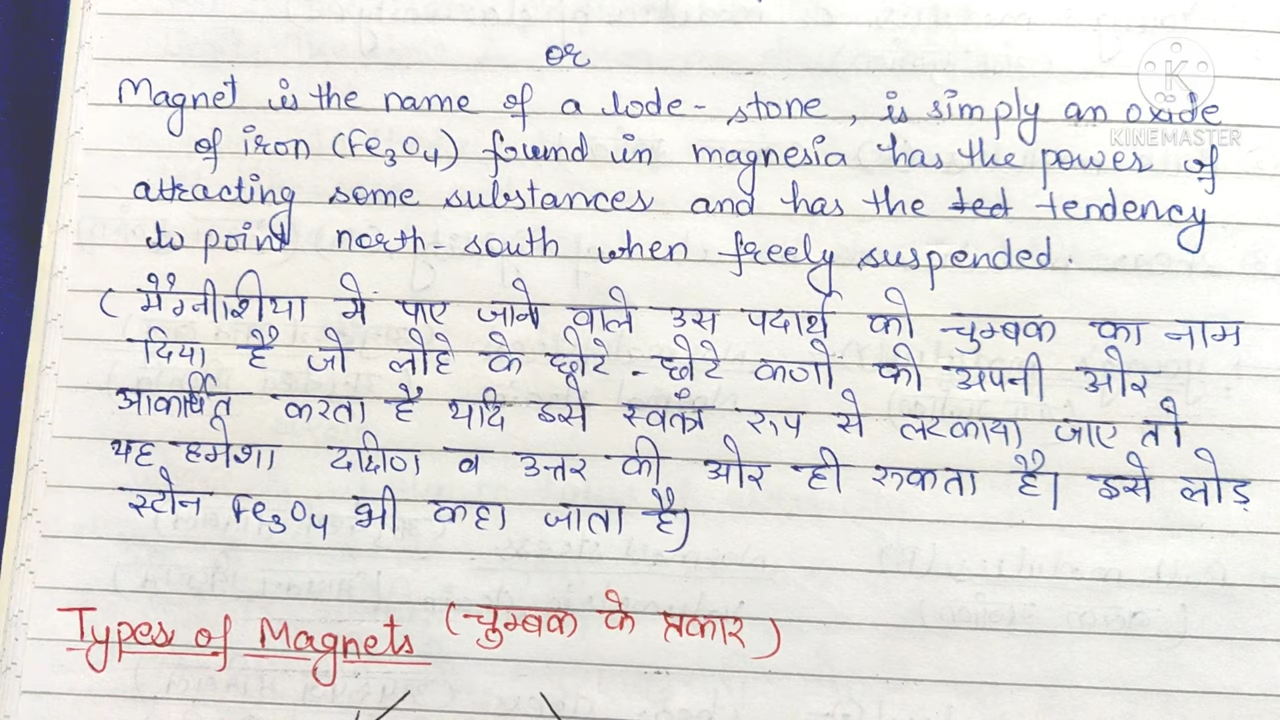 or
Magnet is the name of a lode-stone, is simply an oxide
of iron (Fe3O4) found in magnesia has the power of
attracting some substances and has the ted tendency
to point north-south when freely suspended.
(मैग्नीशिया में पाए जाने वाले उस पदार्थ को चुम्बक का नाम
दिया है जो लोहे के छोटे-छोटे कणों को अपनी ओर
आकर्षित करता है यदि इसे स्वतंत्र रूप से लटकाया जाए तो
यह हमेशा दक्षिण व उत्तर की ओर ही रुकता है। इसे लोड़
स्टोन Fe3O4 भी कहा जाता है)
Types of Magnets (चुम्बक के प्रकार)
K
KINEMASTER